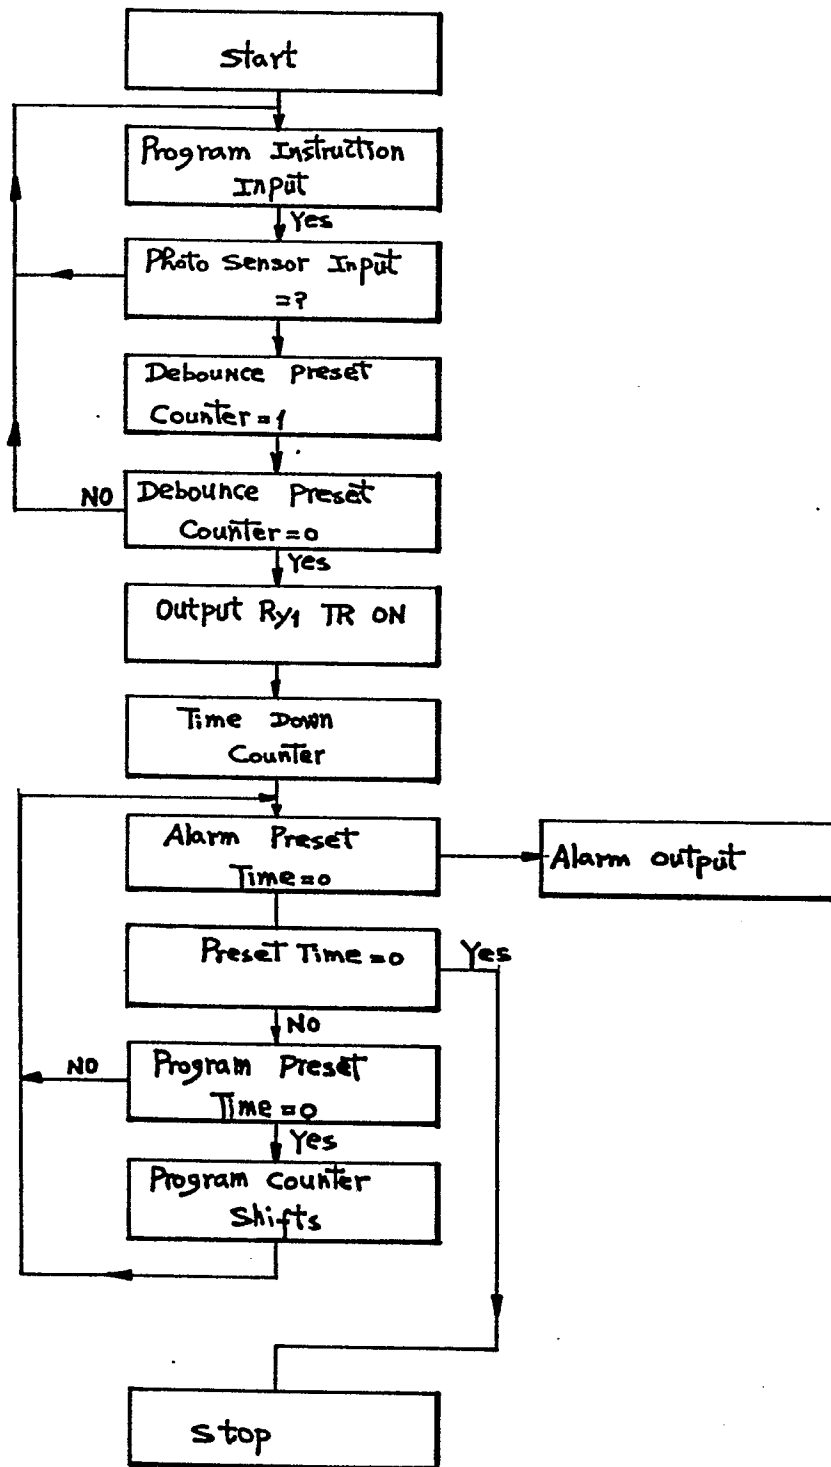 Start
Program Instruction
Input
Yes
Photo Sensor Input
=?
Debounce preset
Counter=1
NO
Debounce Preset
Counter=0
Yes
Output Ry1 TR ON
Time Down
Counter
Alarm Preset
Time=0
Alarm output
Preset Time=0
Yes
NO
NO
Program Preset
Time=0
Yes
Program Counter
Shifts
Stop